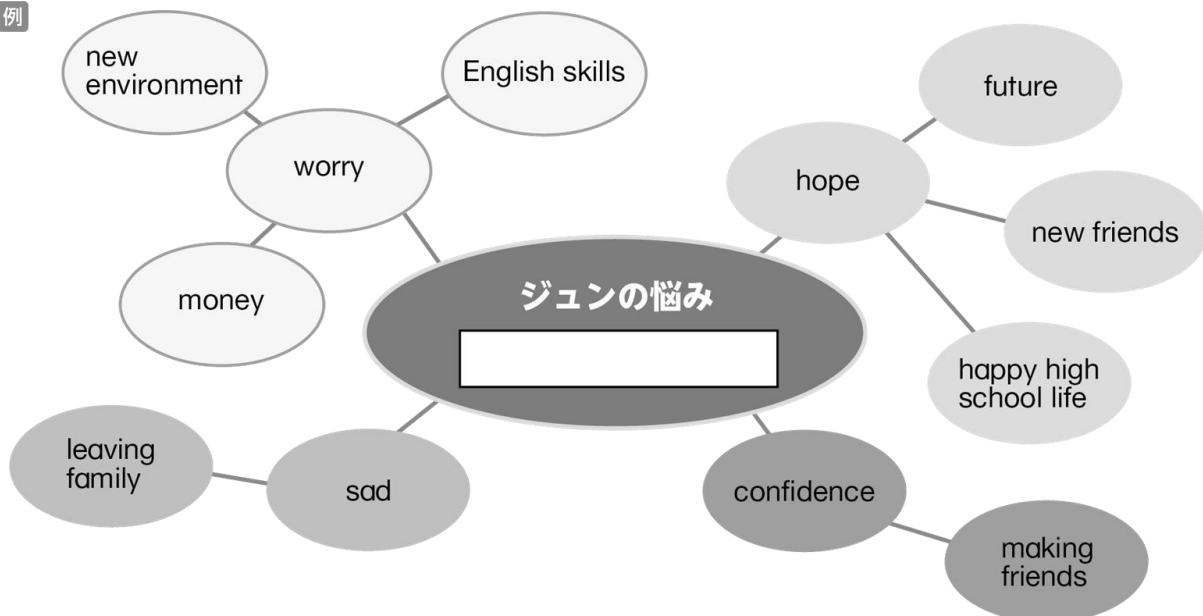 例
new
environment
English skills
worry
money
future
hope
new friends
happy high
school life
ジュンの悩み
leaving
family
sad
confidence
making
friends